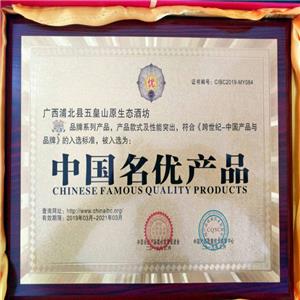 优
证书编号：CIBC2019-MY084
广西浦北县五皇山原生态酒坊
品牌系列产品，产品款式及性能突出，符合《跨世纪-中国产品与
品牌》的入选标准，被入选为：
中国名优产品
CHINESE FAMOUS QUALITY PRODUCTS
查询网址：http://www.chinaihc.org/
有效期限：2019年03月-2021年03月